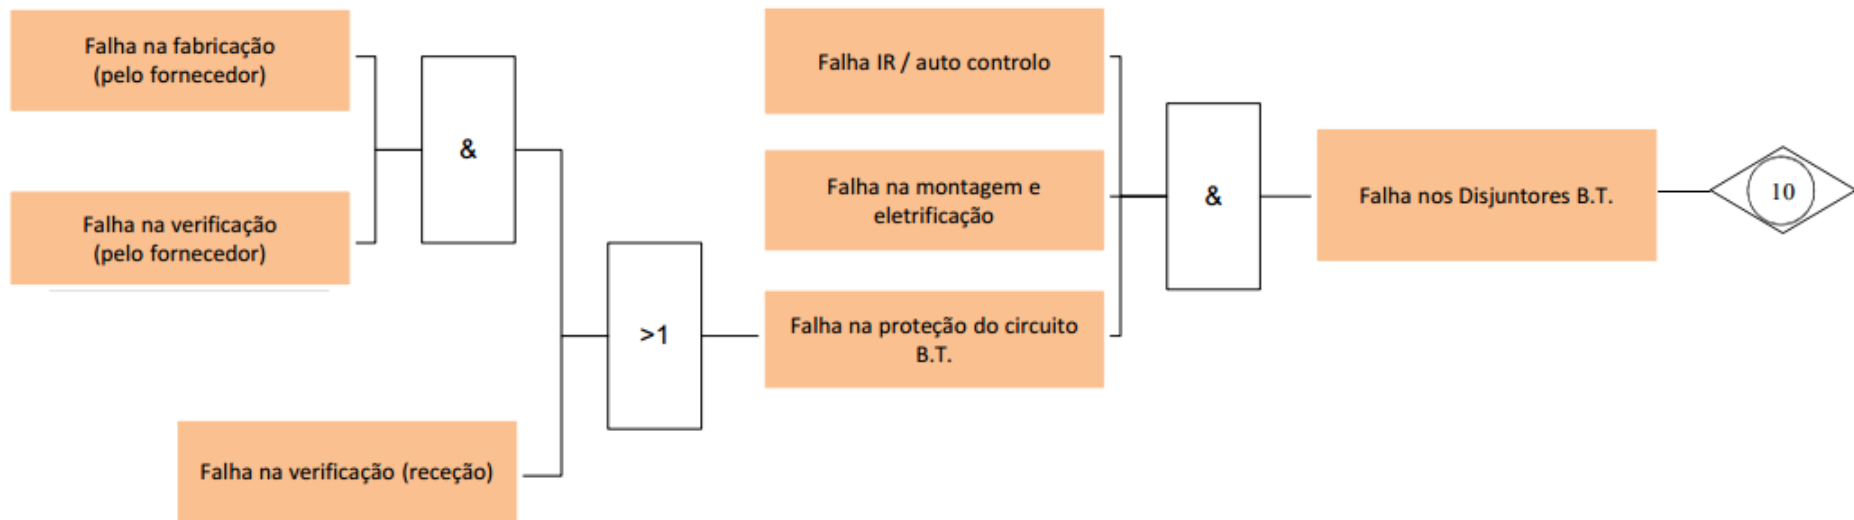 Falha na fabricação
(pelo fornecedor)
&
Falha na verificação
(pelo fornecedor)
>1
Falha na verificação (receção)
Falha IR / auto controlo
Falha na montagem e
eletrificação
Falha na proteção do circuito
B.T.
&
Falha nos Disjuntores B.T.
10